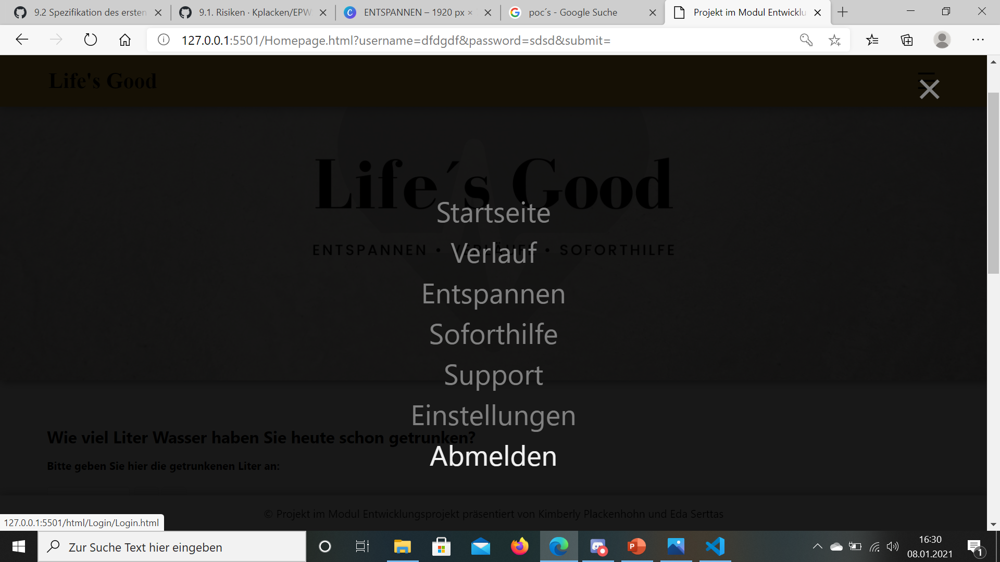 9.2 Spezifikation des ersten
9.1. Risiken · Kplacken/EPW
ENTSPANNEN – 1920 px ×
poc´s - Google Suche
Projekt im Modul Entwicklu
127.0.0.1:5501/Homepage.html?username=dfdgdf&password=sdsd&submit=
Life's Good
Life´s Good
Startseite
ENTSPANNEN • VERLÄUFE • SOFORTHILFE
Verlauf
Entspannen
Soforthilfe
Support
Einstellungen
Wie viel Liter Wasser haben Sie heute schon getrunken?
Abmelden
Bitte geben Sie hier die getrunkenen Liter an:
© Projekt im Modul Entwicklungsprojekt präsentiert von Kimberly Plackenhohn und Eda Serttas
127.0.0.1:5501/html/Login/Login.html
Zur Suche Text hier eingeben
16:30
08.01.2021
1